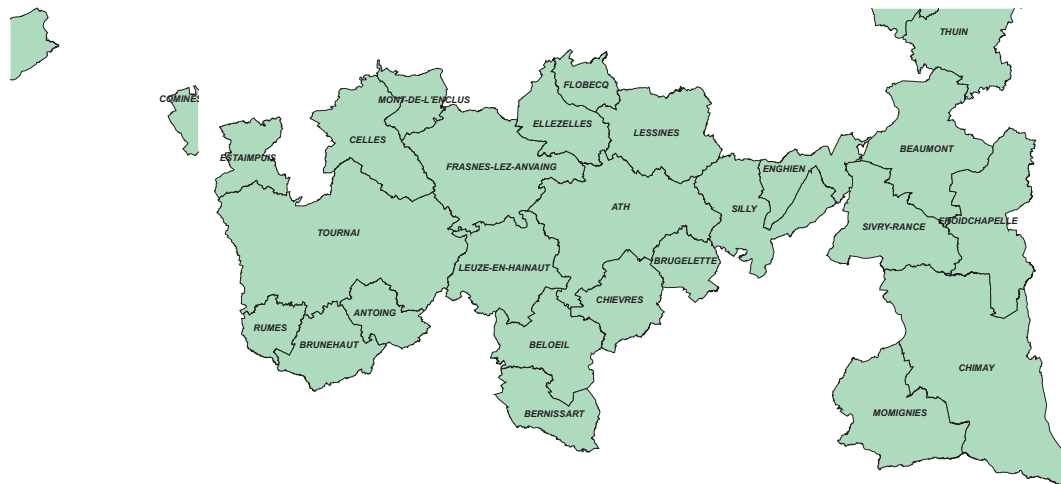 THUIN
FLOBECQ
COMINES
MONT-DE-L'ENCLUS
ELLEZELLES
LESSINES
CELLES
BEAUMONT
ESTAIMPUIS
FRASNES-LEZ-ANVAING
ENGHIEN
ATH
SILLY
FROIDCHAPELLE
SIVRY-RANCE
TOURNAI
BRUGELETTE
LEUZE-EN-HAINAUT
CHIEVRES
ANTOING
RUMES
BRUNEHAUT
BELOEIL
CHIMAY
BERNISSART
MOMIGNIES